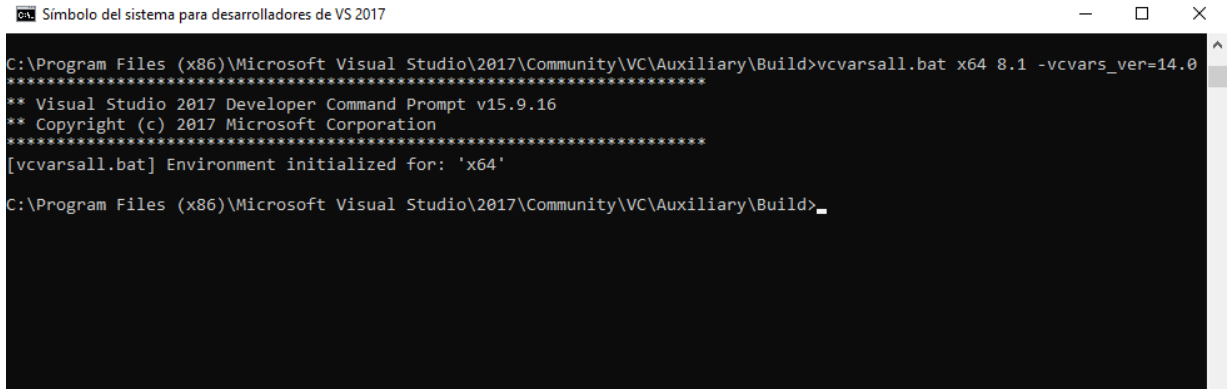 Símbolo del sistema para desarrolladores de VS 2017
C:\Program Files (x86)\Microsoft Visual Studio\2017\Community\VC\Auxiliary\Build>vcvarsall.bat x64 8.1 -vcvars_ver=14.0
**********************************************************************
** Visual Studio 2017 Developer Command Prompt v15.9.16
** Copyright (c) 2017 Microsoft Corporation
**********************************************************************
[vcvarsall.bat] Environment initialized for: 'x64'
C:\Program Files (x86)\Microsoft Visual Studio\2017\Community\VC\Auxiliary\Build>